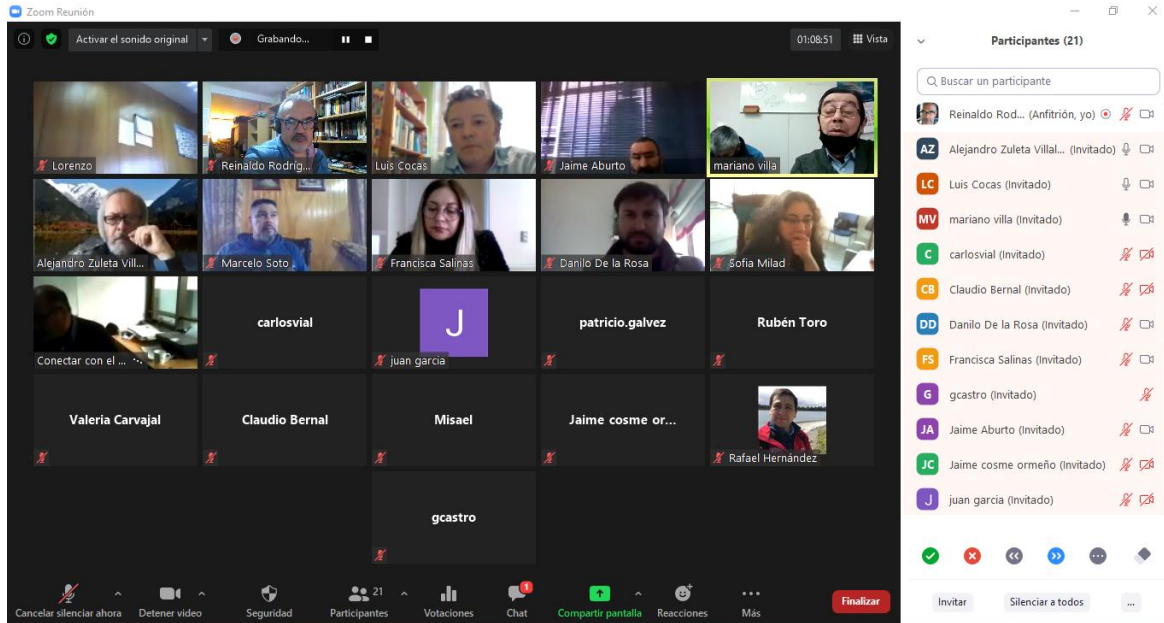 Zoom Reunión
Activar el sonido original
Grabando...
01:08:51
Vista
Lorenzo
Reinaldo Rodríg...
Luis Cocas
Jaime Aburto
mariano villa
Alejandro Zuleta Vill...
Marcelo Soto
Francisca Salinas
Danilo De la Rosa
Sofia Milad
Conectar con el ...
carlosvial
J
juan garcia
patricio.galvez
Rubén Toro
Valeria Carvajal
Claudio Bernal
Misael
Jaime cosme or...
Rafael Hernández
gcastro
Cancelar silenciar ahora
Detener video
Seguridad
21
Participantes
Votaciones
1
Chat
Compartir pantalla
Reacciones
Más
Finalizar
Participantes (21)
Buscar un participante
Reinaldo Rod... (Anfitrión, yo)
AZ Alejandro Zuleta Villal... (Invitado)
LC Luis Cocas (Invitado)
MV mariano villa (Invitado)
C carlosvial (Invitado)
CB Claudio Bernal (Invitado)
DD Danilo De la Rosa (Invitado)
FS Francisca Salinas (Invitado)
G gcastro (Invitado)
JA Jaime Aburto (Invitado)
JC Jaime cosme ormeño (Invitado)
J juan garcia (Invitado)
Invitar
Silenciar a todos
...